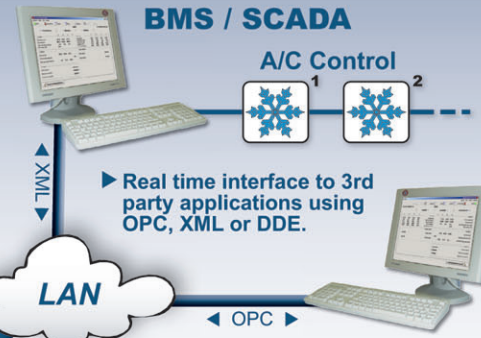 BMS / SCADA
A/C Control
1
2
XML
Real time interface to 3rd
party applications using
OPC, XML or DDE.
LAN
OPC